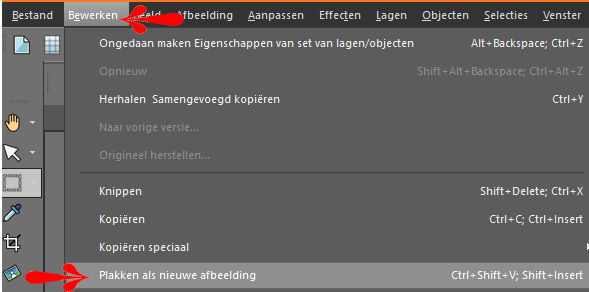 Bestand Bewerken Beeld Afbeelding Aanpassen Effecten Lagen Objecten Selecties Venster
Ongedaan maken Eigenschappen van set van lagen/objecten Alt+Backspace; Ctrl+Z
Opnieuw Shift+Alt+Backspace; Ctrl+Alt+Z
Herhalen Samengevoegd kopiëren Ctrl+Y
Naar vorige versie...
Origineel herstellen...
Knippen Shift+Delete; Ctrl+X
Kopiëren Ctrl+C; Ctrl+Insert
Kopiëren speciaal
Plakken als nieuwe afbeelding Ctrl+Shift+V; Shift+Insert